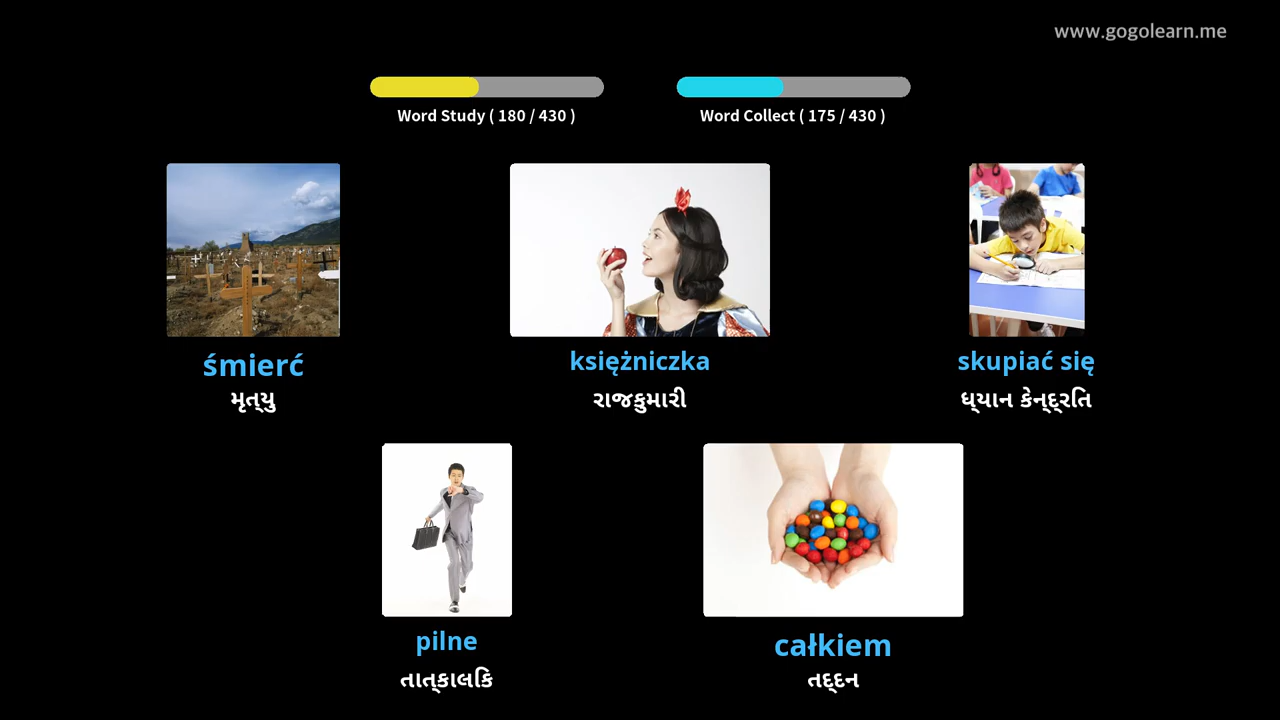 www.gogolearn.me
Word Study ( 180 / 430 )
Word Collect ( 175 / 430 )
śmierć
księżniczka
skupiać się
મૃત્યુ
રાજકુમારી
ધ્યાન કેન્દ્રતિ
pilne
całkiem
તાત્કાલકિ
તદ્દન